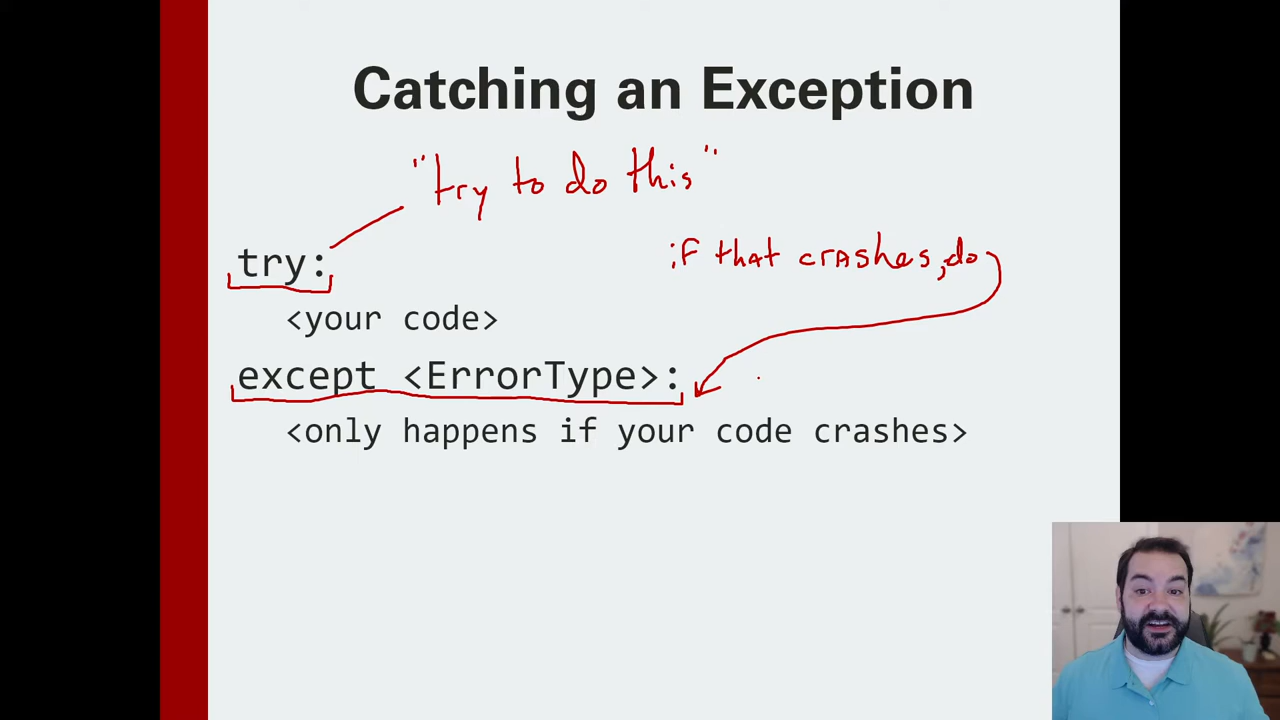 Catching an Exception
"try to do this"
if that crashes, do
try:
<your code>
except <ErrorType>:
<only happens if your code crashes>